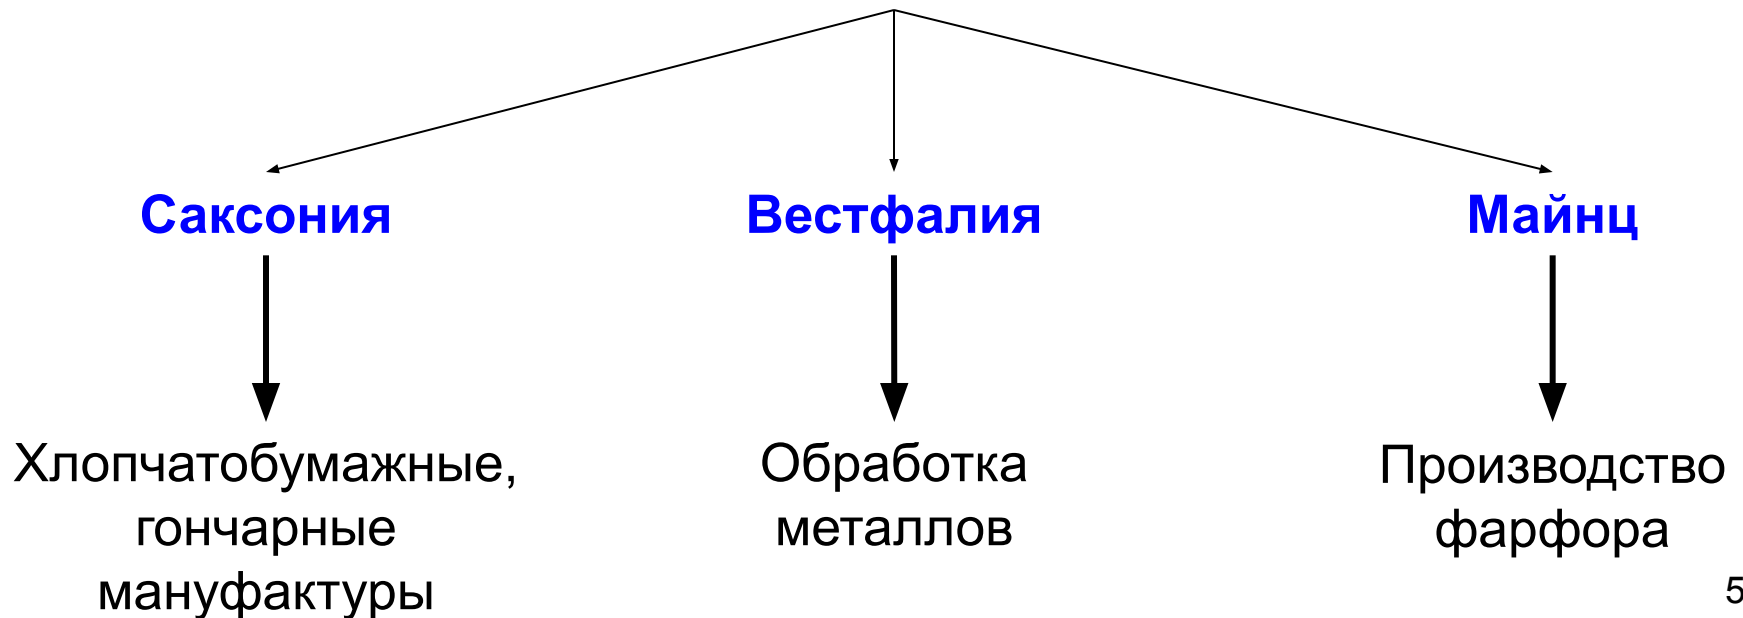 Саксония
Вестфалия
Майнц
Хлопчатобумажные,
гончарные
мануфактуры
Обработка
металлов
Производство
фарфора
5